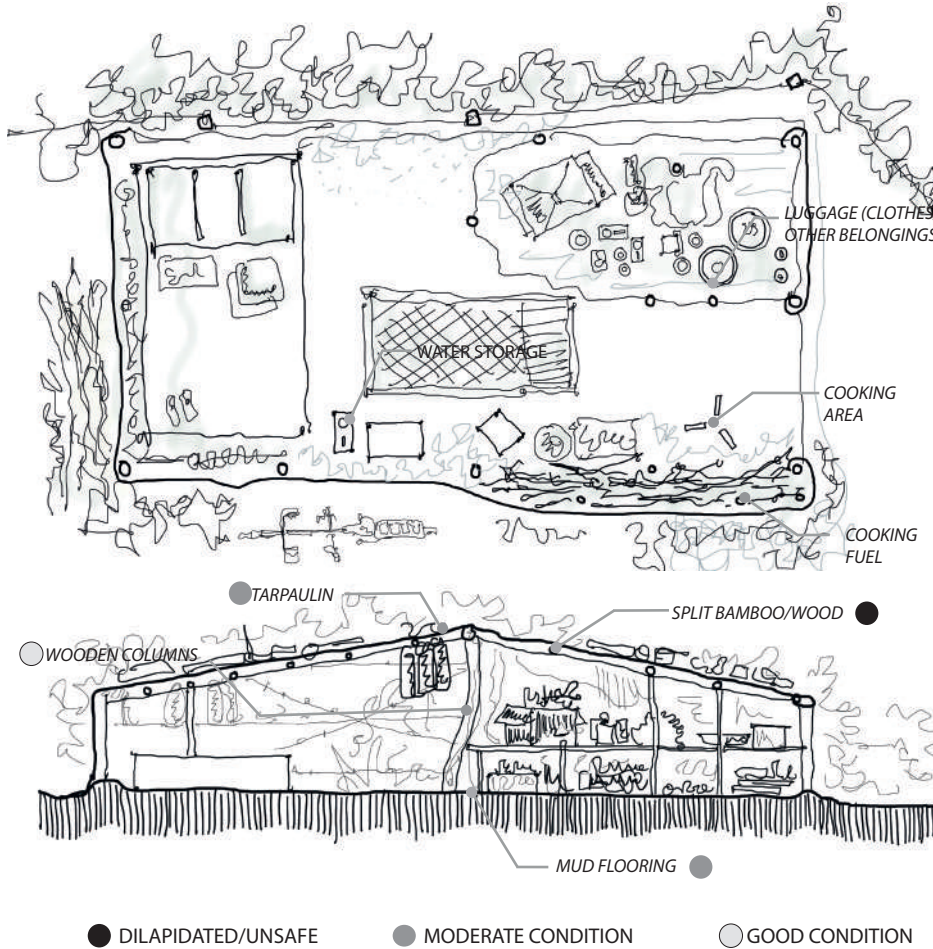 LUGGAGE (CLOTHES
OTHER BELONGINGS
WATER STORAGE
COOKING
AREA
COOKING
FUEL
TARPAULIN
SPLIT BAMBOO/WOOD
WOODEN COLUMNS
MUD FLOORING
DILAPIDATED/UNSAFE
MODERATE CONDITION
GOOD CONDITION